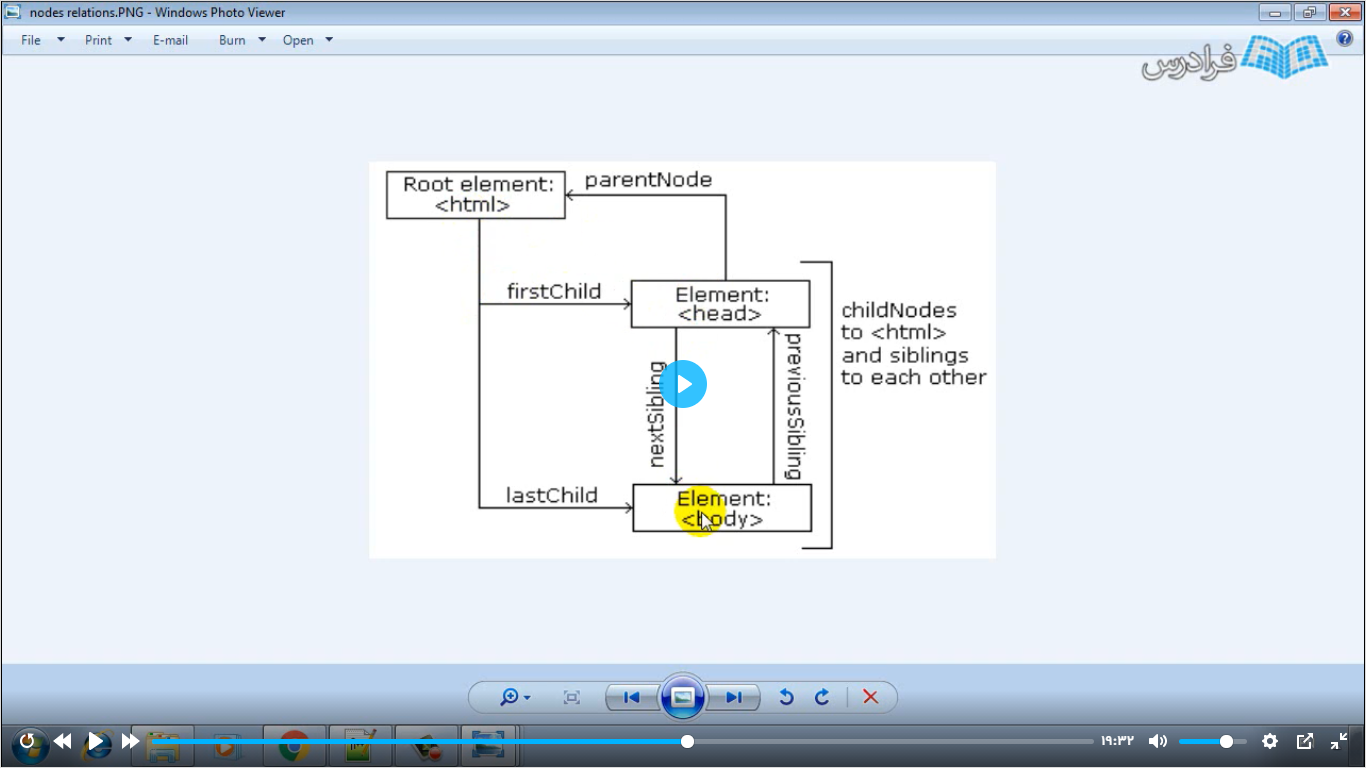 nodes relations.PNG - Windows Photo Viewer
File Print E-mail Burn Open
فرادرس
Root element:
<html>
parentNode
firstChild
Element:
<head>
childNodes
to <html>
and siblings
to each other
nextSibling
previousSibling
lastChild
Element:
<body>
۱۹:۳۲